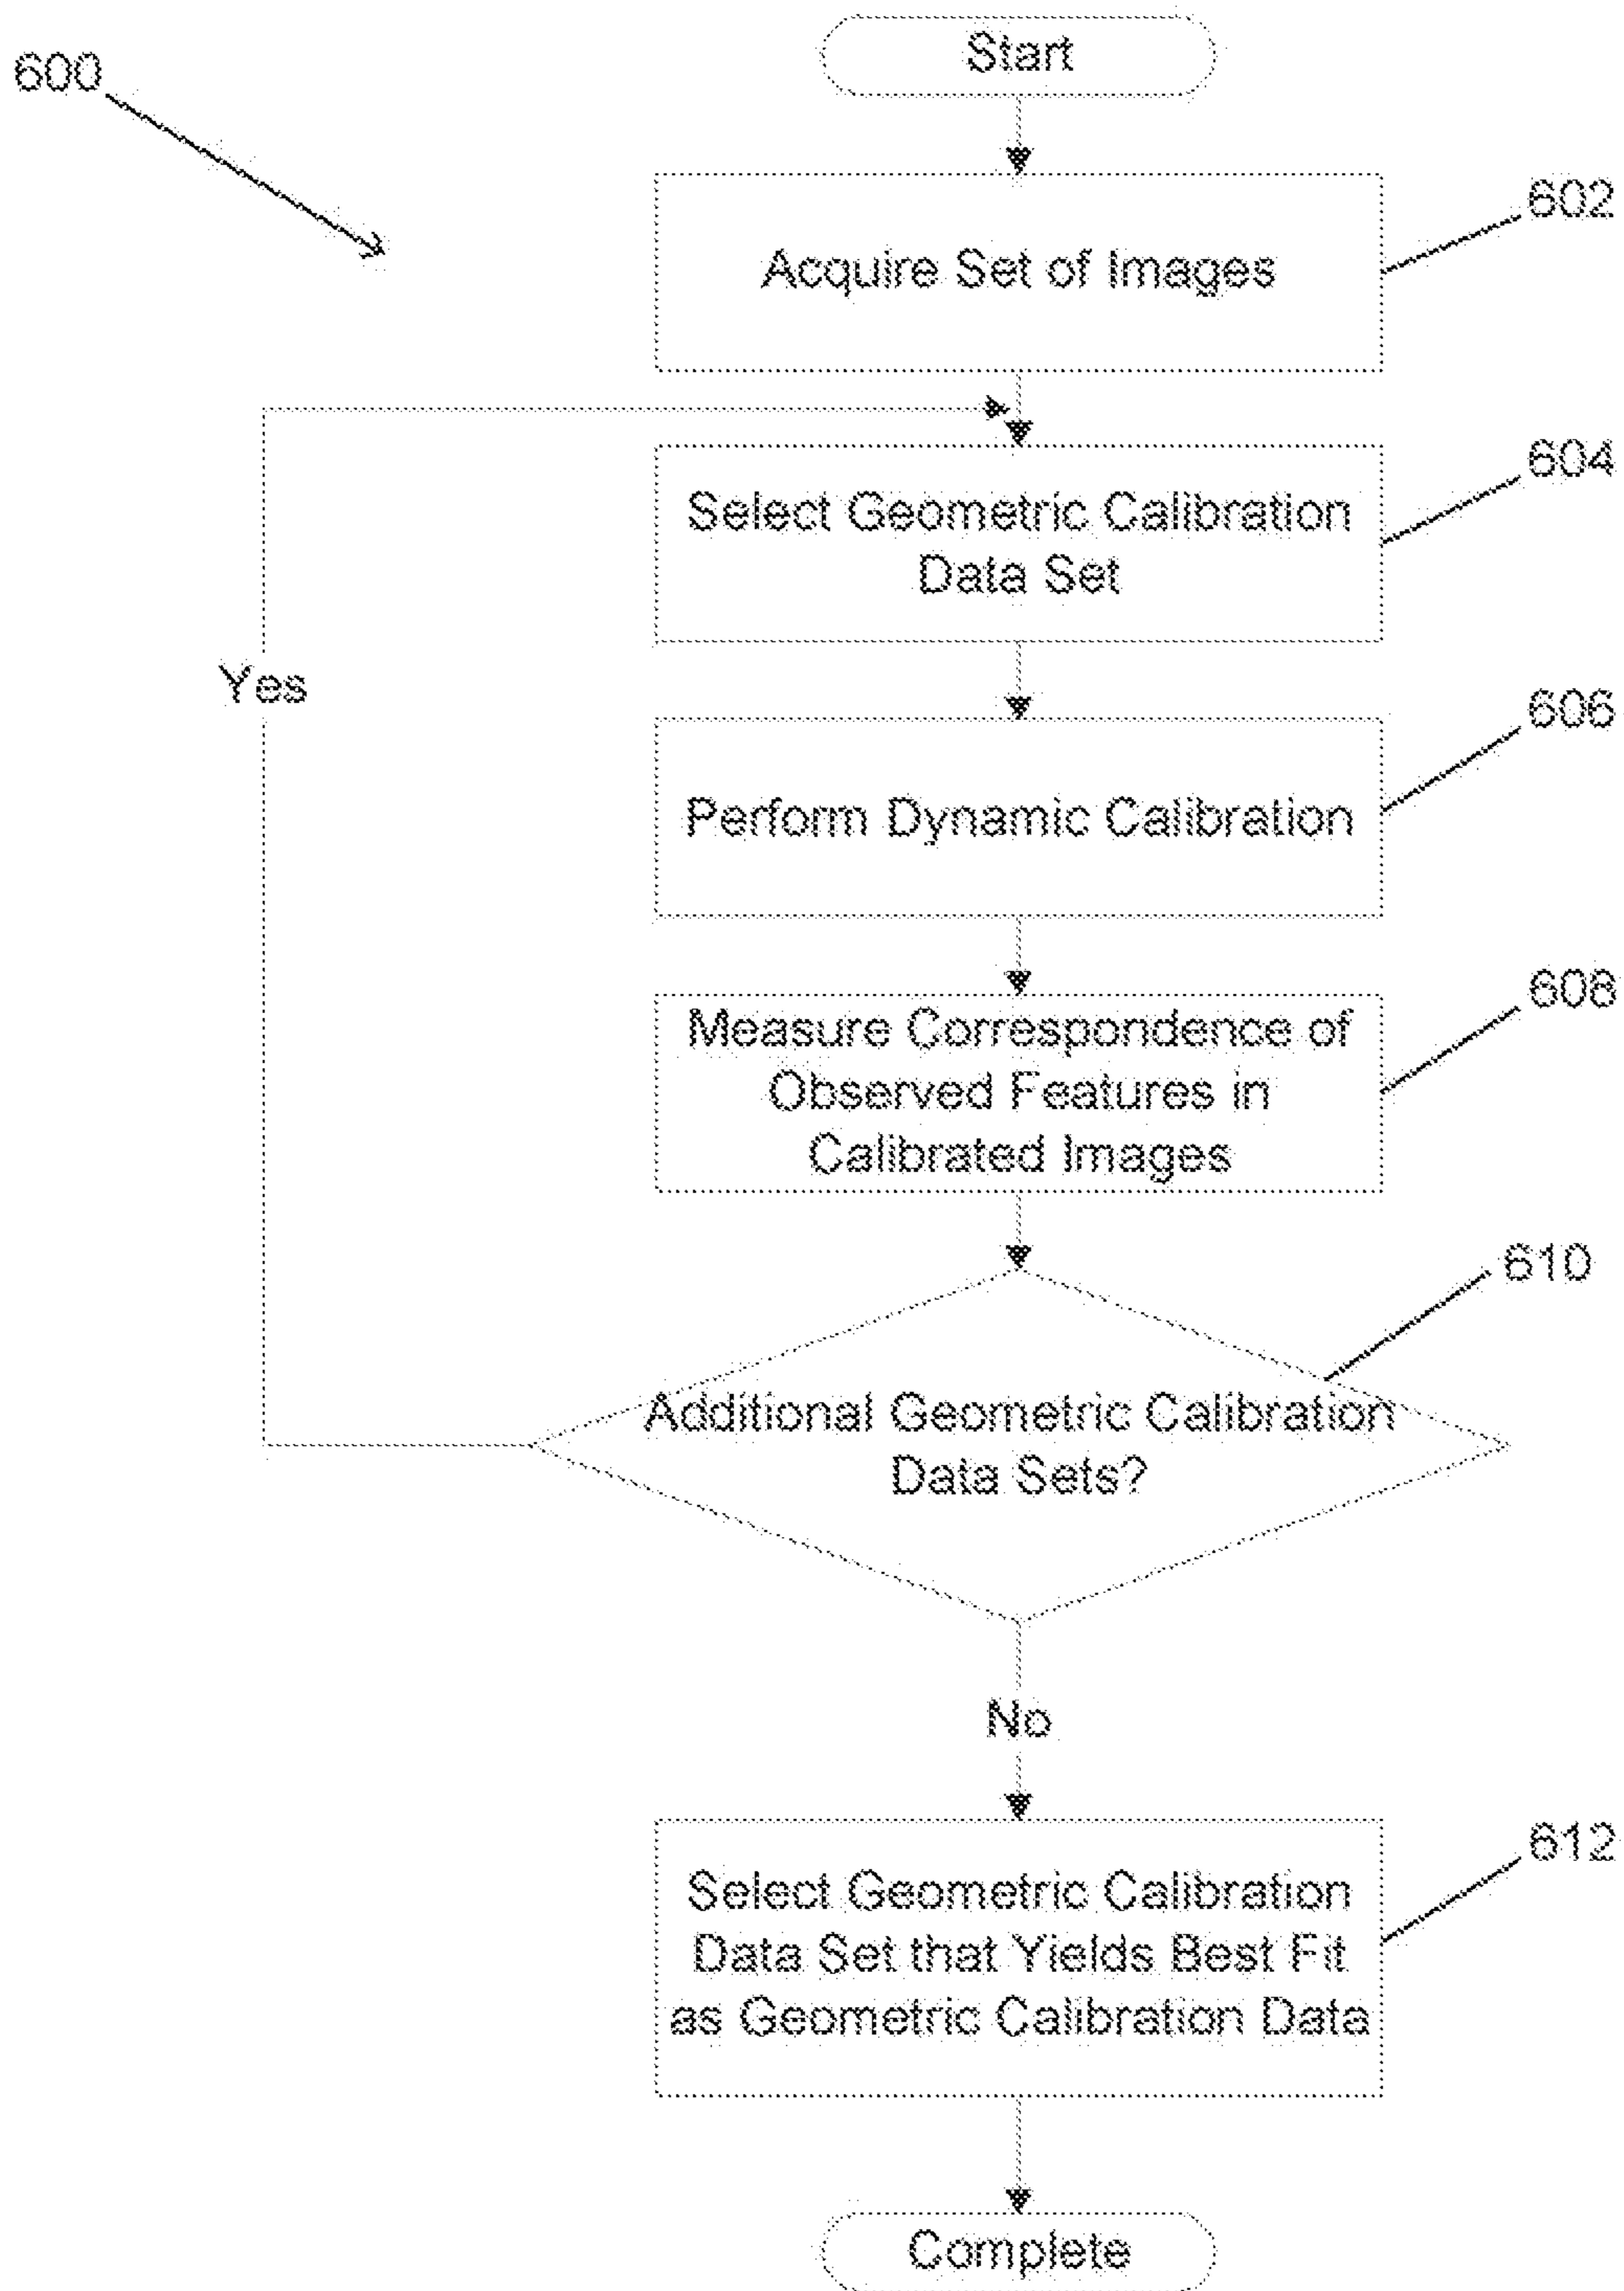 600
Start
602
Acquire Set of Images
604
Select Geometric Calibration
Data Set
Yes
606
Perform Dynamic Calibration
608
Measure Correspondence of
Observed Features in
Calibrated Images
610
Additional Geometric Calibration
Data Sets?
No
612
Select Geometric Calibration
Data Set that Yields Best Fit
as Geometric Calibration Data
Complete